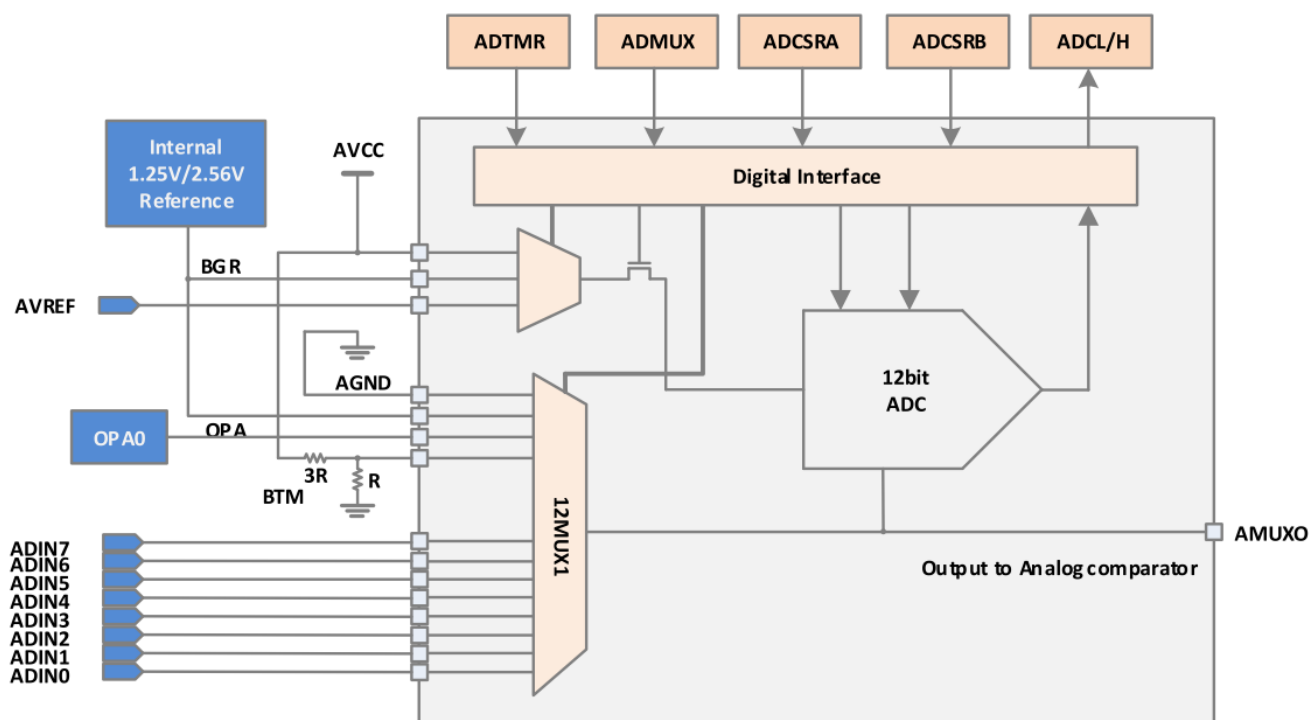 ADTMR
ADMUX
ADCSRA
ADCSRB
ADCL/H
Internal
1.25V/2.56V
Reference
AVCC
Digital Interface
BGR
AVREF
AGND
12bit
ADC
OPA0
OPA
3R
R
BTM
12MUX1
ADIN7
ADIN6
ADIN5
ADIN4
ADIN3
ADIN2
ADIN1
ADIN0
AMUXO
Output to Analog comparator